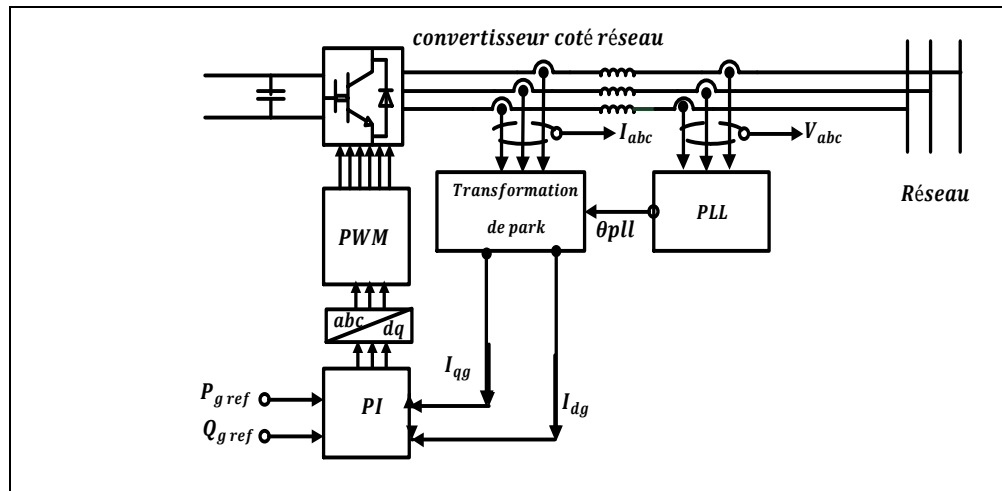 convertisseur coté réseau
I_abc
V_abc
Réseau
Transformation
de park
θpll
PLL
PWM
abc
dq
I_qg
I_dg
P_g ref
Q_g ref
PI